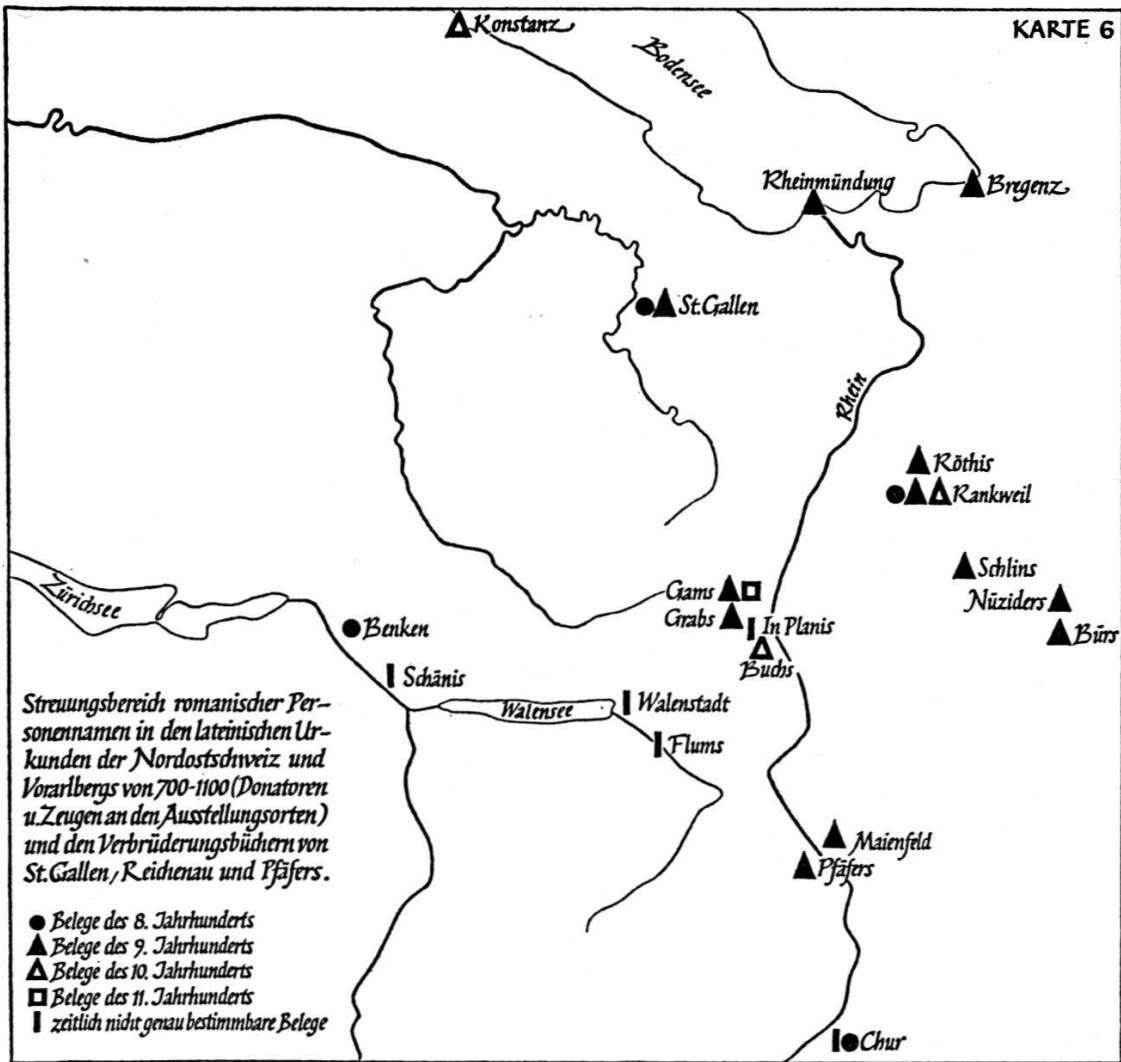 KARTE 6
Konstanz
Bodensee
Rheinmündung
Bregenz
St.Gallen
Rhein
Röthis
Rankweil
Schlins
Nüziders
Bürs
Gams
Grabs
In Planis
Buchs
Zürichsee
Benken
Schänis
Walensee
Walenstadt
Flums
Maienfeld
Pfäfers
Chur
Streuungsbereich romanischer Per-
sonennamen in den lateinischen Ur-
kunden der Nordostschweiz und
Vorarlbergs von 700-1100 (Donatoren
u. Zeugen an den Ausstellungsorten)
und den Verbrüderungsbüchern von
St.Gallen, Reichenau und Pfäfers.
Belege des 8. Jahrhunderts
Belege des 9. Jahrhunderts
Belege des 10. Jahrhunderts
Belege des 11. Jahrhunderts
zeitlich nicht genau bestimmbare Belege